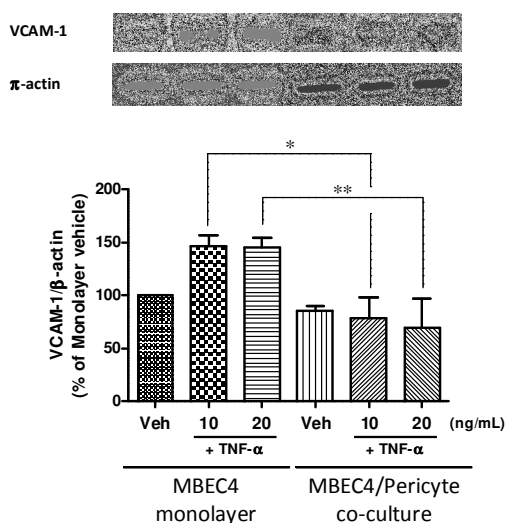 VCAM-1
π-actin
*
**
VCAM-1/β-actin
(% of Monolayer vehicle)
200
150
100
50
0
Veh 10 20 Veh 10 20 (ng/mL)
+ TNF-α + TNF-α
MBEC4 MBEC4/Pericyte
monolayer co-culture